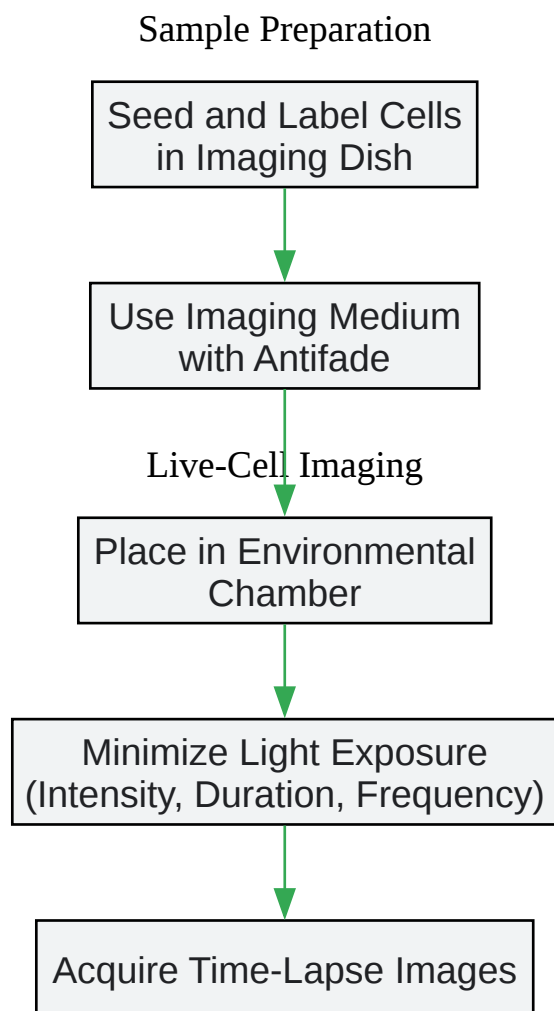 Sample Preparation
Seed and Label Cells
in Imaging Dish
Use Imaging Medium
with Antifade
Live-Cell Imaging
Place in Environmental
Chamber
Minimize Light Exposure
(Intensity, Duration, Frequency)
Acquire Time-Lapse Images